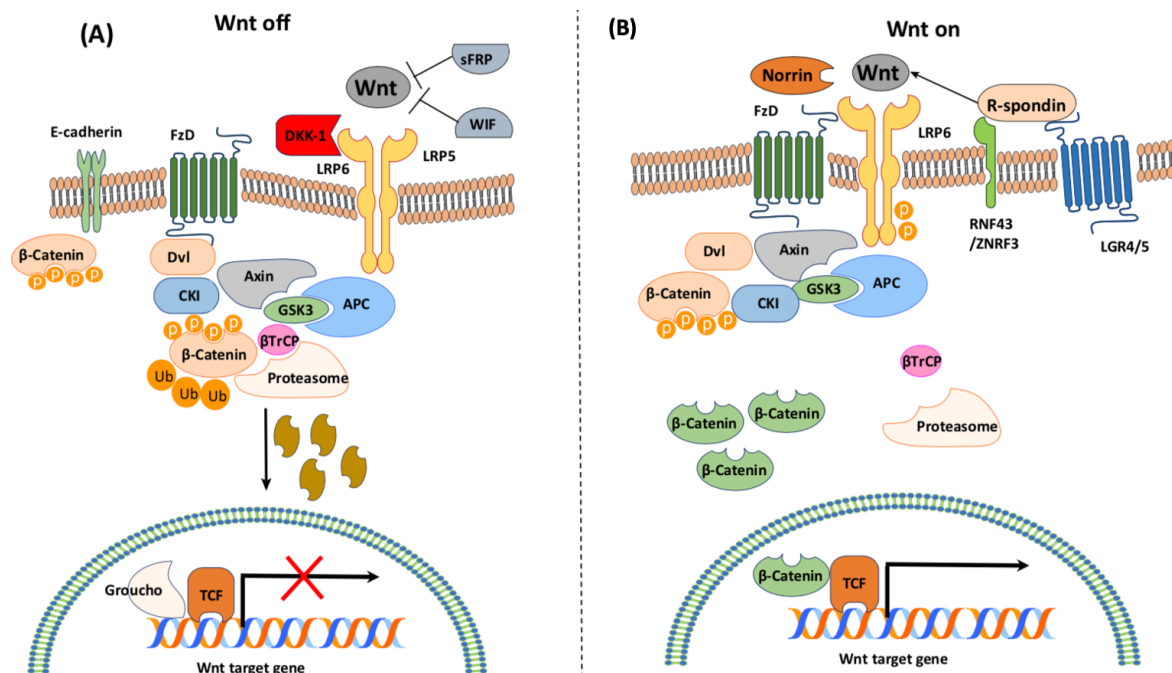 (A)
Wnt off
sFRP
Wnt
WIF
E-cadherin
FzD
DKK-1
LRP6
LRP5
β-Catenin
P P P P
Dvl
CKI
Axin
GSK3
APC
P P P P
β-Catenin
βTrCP
Ub
Ub
Ub
Proteasome
Groucho
TCF
Wnt target gene
(B)
Wnt on
Norrin
Wnt
R-spondin
FzD
LRP6
P
P
RNF43
/ZNRF3
LGR4/5
Dvl
Axin
β-Catenin
CKI
GSK3
APC
P P P P
βTrCP
β-Catenin
β-Catenin
β-Catenin
Proteasome
β-Catenin
TCF
Wnt target gene